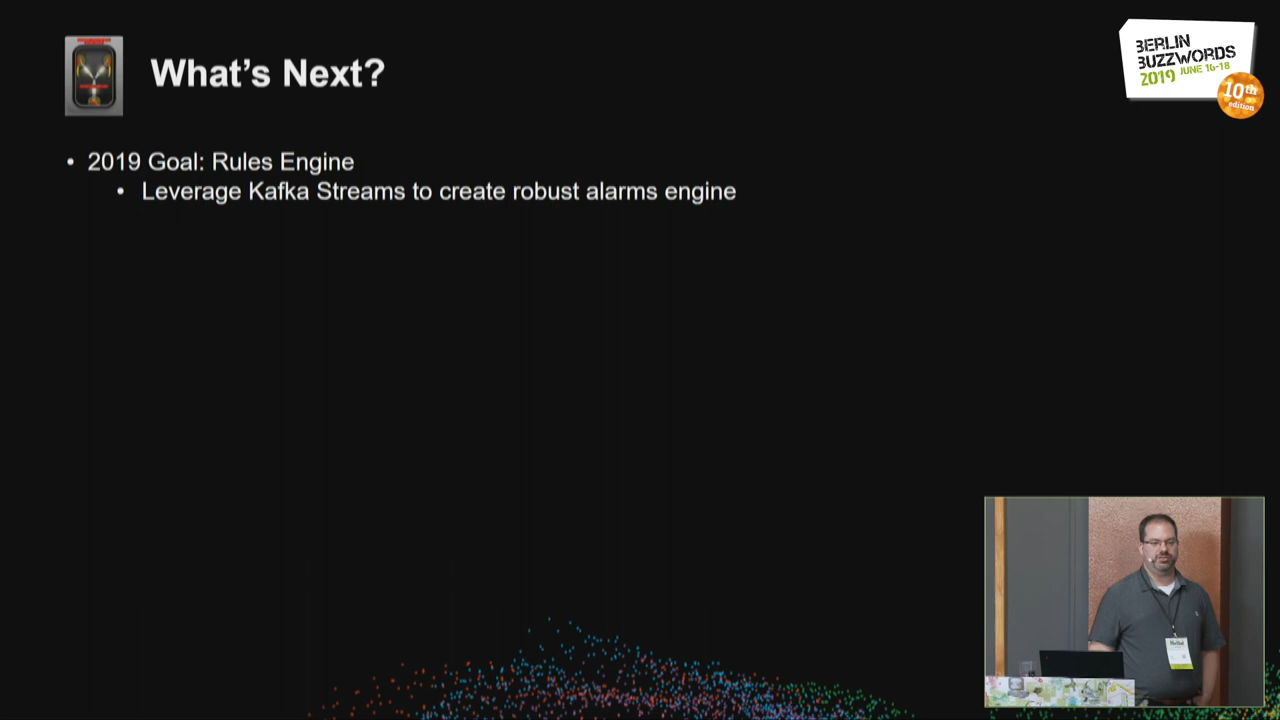 What's Next?
BERLIN
BUZZWORDS
2019 JUNE 16-18
10th
edition
• 2019 Goal: Rules Engine
• Leverage Kafka Streams to create robust alarms engine